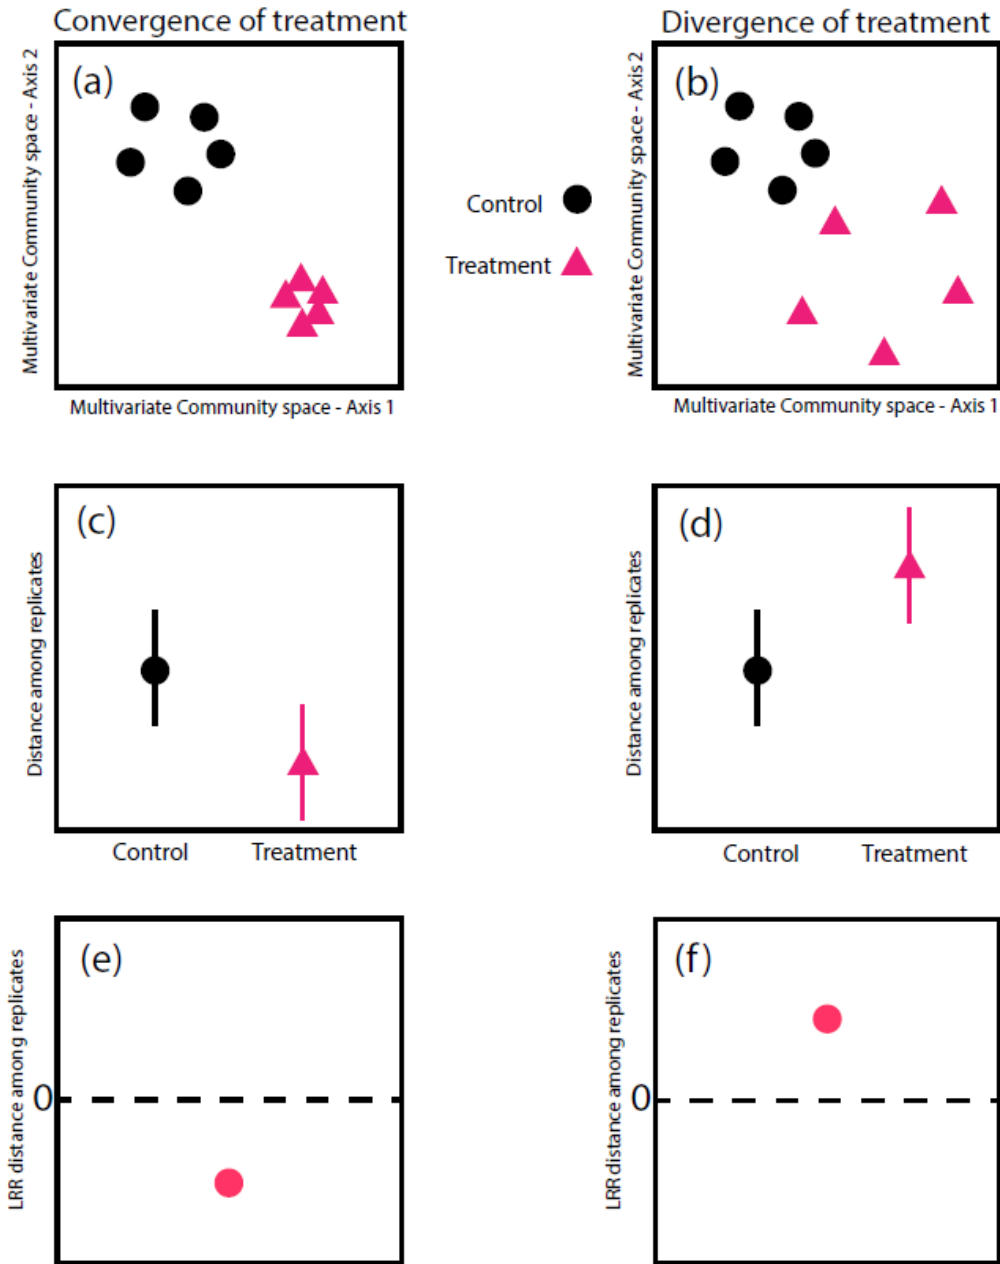 Convergence of treatment
Divergence of treatment
(a)
Multivariate Community space - Axis 2
Multivariate Community space - Axis 1
Control
Treatment
(b)
Multivariate Community space - Axis 2
Multivariate Community space - Axis 1
(c)
Distance among replicates
Control
Treatment
(d)
Distance among replicates
Control
Treatment
(e)
LRR distance among replicates
0
(f)
LRR distance among replicates
0